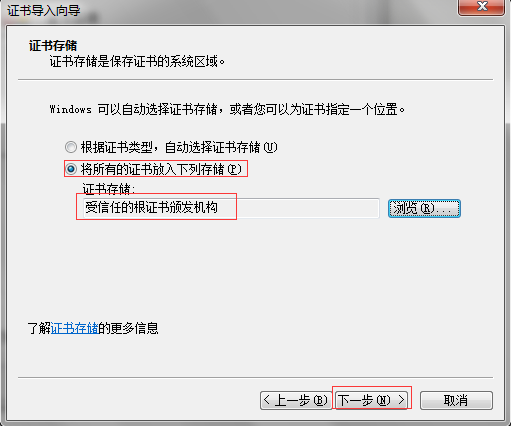 证书导入向导
证书存储
证书存储是保存证书的系统区域。
Windows 可以自动选择证书存储，或者您可以为证书指定一个位置。
根据证书类型，自动选择证书存储(U)
将所有的证书放入下列存储(P)
证书存储:
受信任的根证书颁发机构
浏览(R)...
了解证书存储的更多信息
< 上一步(B)
下一步(N) >
取消